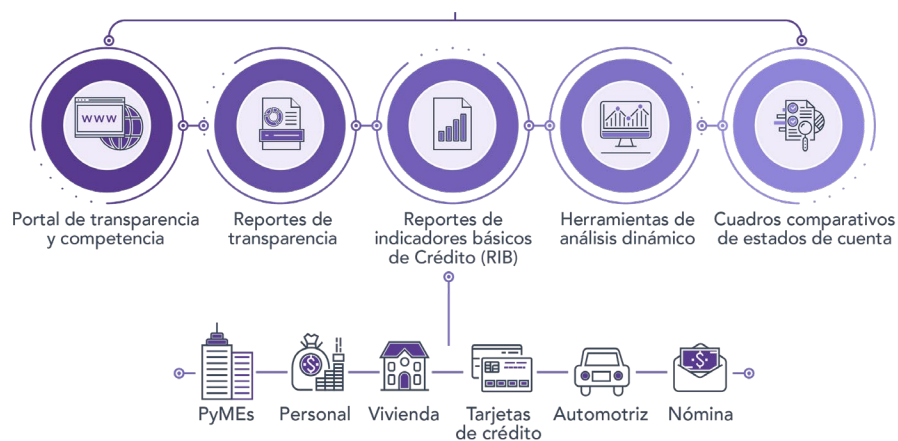 www
Portal de transparencia
y competencia
Reportes de
transparencia
Reportes de
indicadores básicos
de Crédito (RIB)
Herramientas de
análisis dinámico
Cuadros comparativos
de estados de cuenta
$
$
PyMEs
Personal
Vivienda
Tarjetas
de crédito
Automotriz
Nómina